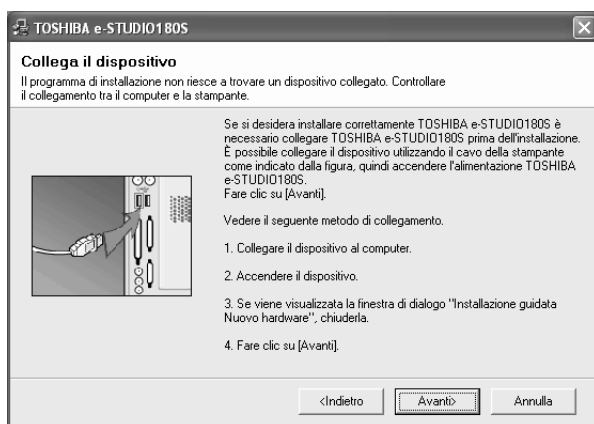 TOSHIBA e-STUDIO180S
Collega il dispositivo
Il programma di installazione non riesce a trovare un dispositivo collegato. Controllare
il collegamento tra il computer e la stampante.
Se si desidera installare correttamente TOSHIBA e-STUDIO180S è
necessario collegare TOSHIBA e-STUDIO180S prima dell'installazione.
È possibile collegare il dispositivo utilizzando il cavo della stampante
come indicato dalla figura, quindi accendere l'alimentazione TOSHIBA
e-STUDIO180S.
Fare clic su [Avanti].
Vedere il seguente metodo di collegamento.
1. Collegare il dispositivo al computer.
2. Accendere il dispositivo.
3. Se viene visualizzata la finestra di dialogo "Installazione guidata
Nuovo hardware", chiuderla.
4. Fare clic su [Avanti].
<Indietro
Avanti>
Annulla